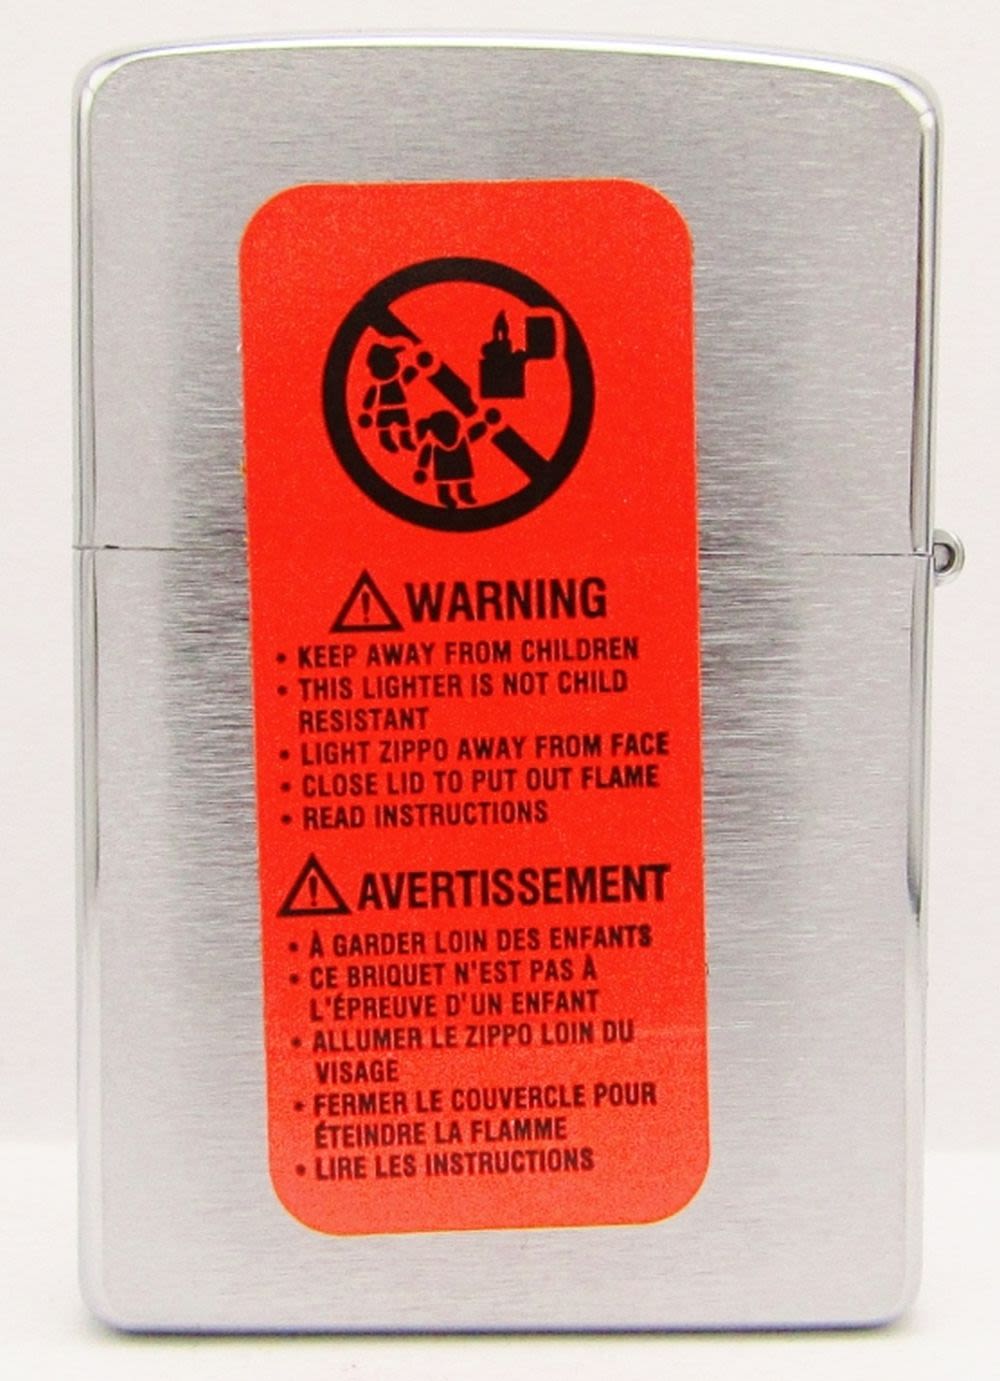 WARNING
• KEEP AWAY FROM CHILDREN
• THIS LIGHTER IS NOT CHILD
RESISTANT
• LIGHT ZIPPO AWAY FROM FACE
• CLOSE LID TO PUT OUT FLAME
• READ INSTRUCTIONS
AVERTISSEMENT
• À GARDER LOIN DES ENFANTS
• CE BRIQUET N'EST PAS À
L'ÉPREUVE D'UN ENFANT
• ALLUMER LE ZIPPO LOIN DU
VISAGE
• FERMER LE COUVERCLE POUR
ÉTEINDRE LA FLAMME
• LIRE LES INSTRUCTIONS